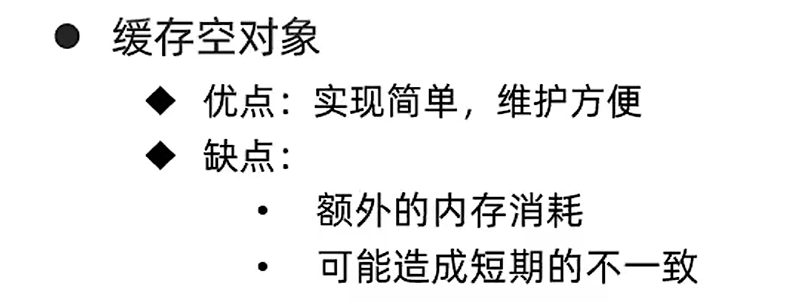 缓存空对象
优点：实现简单，维护方便
缺点：
额外的内存消耗
可能造成短期的不一致